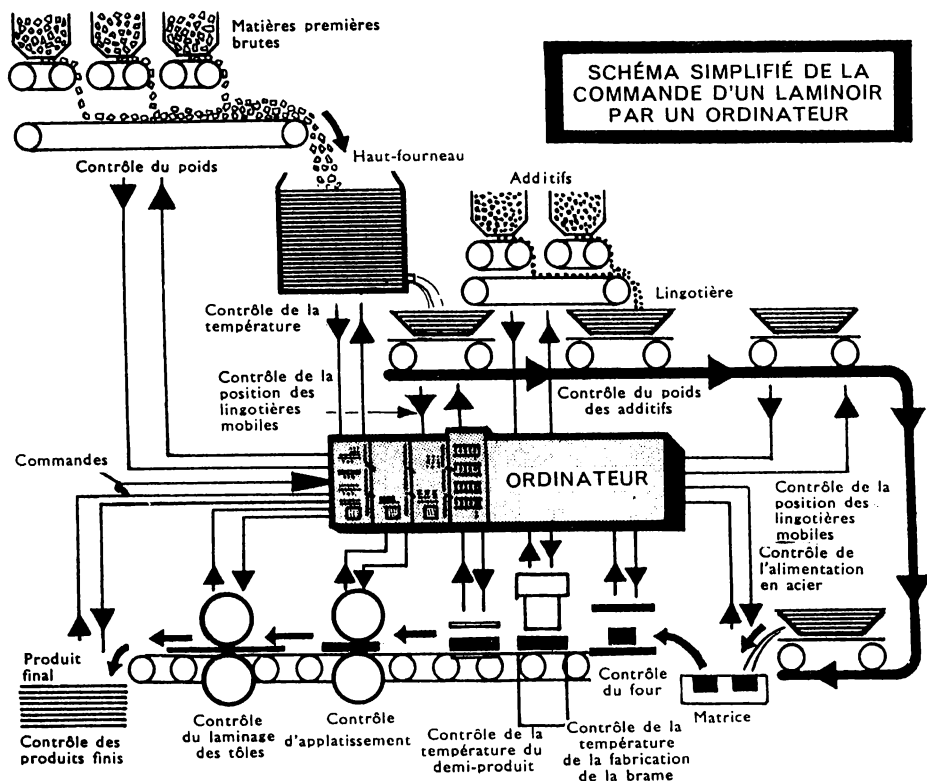 Matières premières
brutes
SCHÉMA SIMPLIFIÉ DE LA
COMMANDE D'UN LAMINOIR
PAR UN ORDINATEUR
Contrôle du poids
Haut-fourneau
Additifs
Lingotière
Contrôle de la
température
Contrôle de la
position des
lingotières
mobiles
Contrôle du poids
des additifs
Commandes
ORDINATEUR
Contrôle de la
position des
lingotières
mobiles
Contrôle de
l'alimentation
en acier
Produit
final
Contrôle des
produits finis
Contrôle
du laminage
des tôles
Contrôle
d'applatissement
Contrôle de la
température du
demi-produit
Contrôle
du four
Contrôle de la
température
de la fabrication
de la brame
Matrice